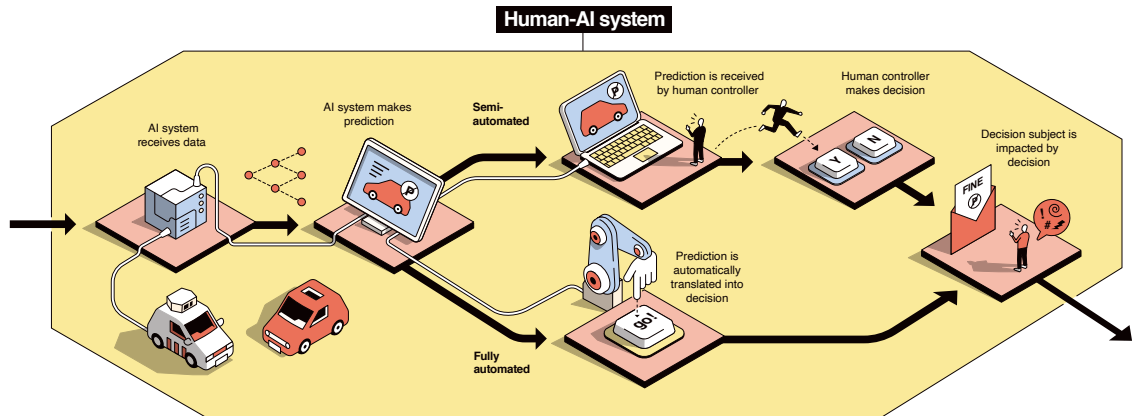 Human-AI system
AI system
receives data
AI system makes
prediction
Semi-
automated
Prediction is received
by human controller
Human controller
makes decision
Y
N
Decision subject is
impacted by
decision
FINE
P
!@
#
Prediction is
automatically
translated into
decision
go!
Fully
automated